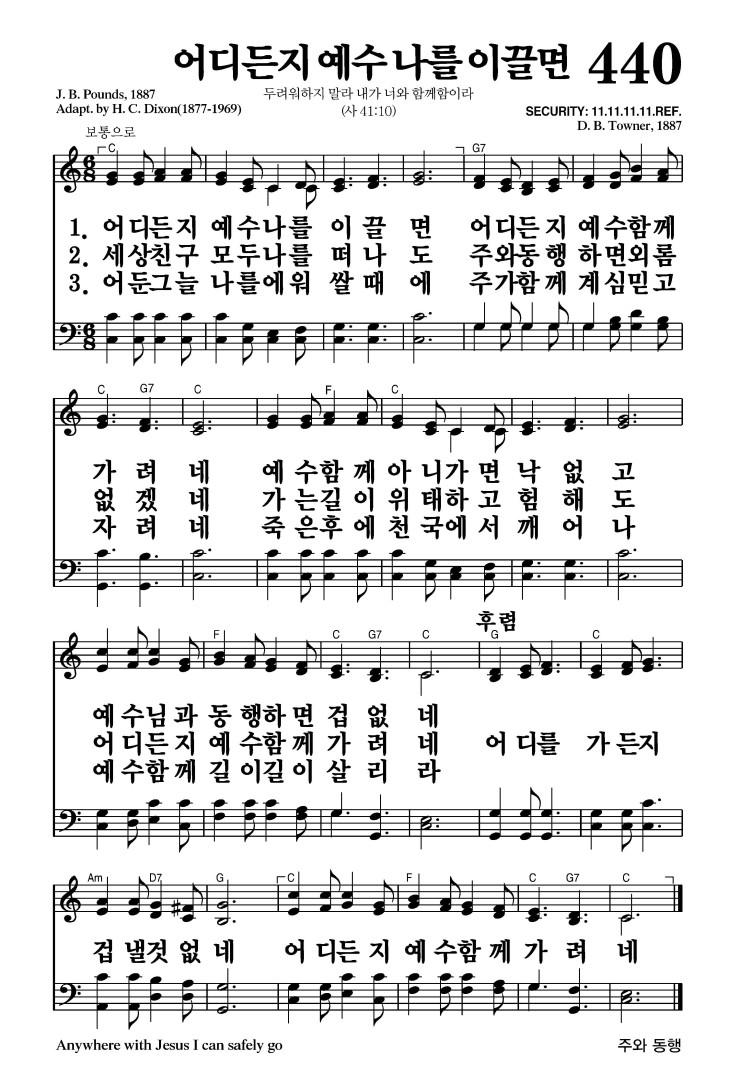 어디든지 예수 나를 이끌면 440
J. B. Pounds, 1887
Adapt. by H. C. Dixon(1877-1969)
두려워하지 말라 내가 너와 함께함이라
(사 41:10)
SECURITY: 11.11.11.11.REF.
D. B. Towner, 1887
보통으로
C G7
6 8
1. 어디든지 예수나를 이끌면 어디든지 예수함께
2. 세상친구 모두나를 떠나도 주와동행 하면외롬
3. 어둔그늘 나를에워 쌀때에 주가함께 계심믿고
6 8
C G7 C F C
가려네 예수함께아니가면낙없고
없겠네 가는길이위태하고험해도
자려네 죽은후에천국에서깨어나
후렴
F C G7 C G C
예수님과동행하면겁없네
어디든지예수함께가려네 어디를 가든지
예수함께길이길이살리라
Am D7 G C F C G7 C
겁낼것없네 어디든지예수함께가려네
Anywhere with Jesus I can safely go
주와 동행